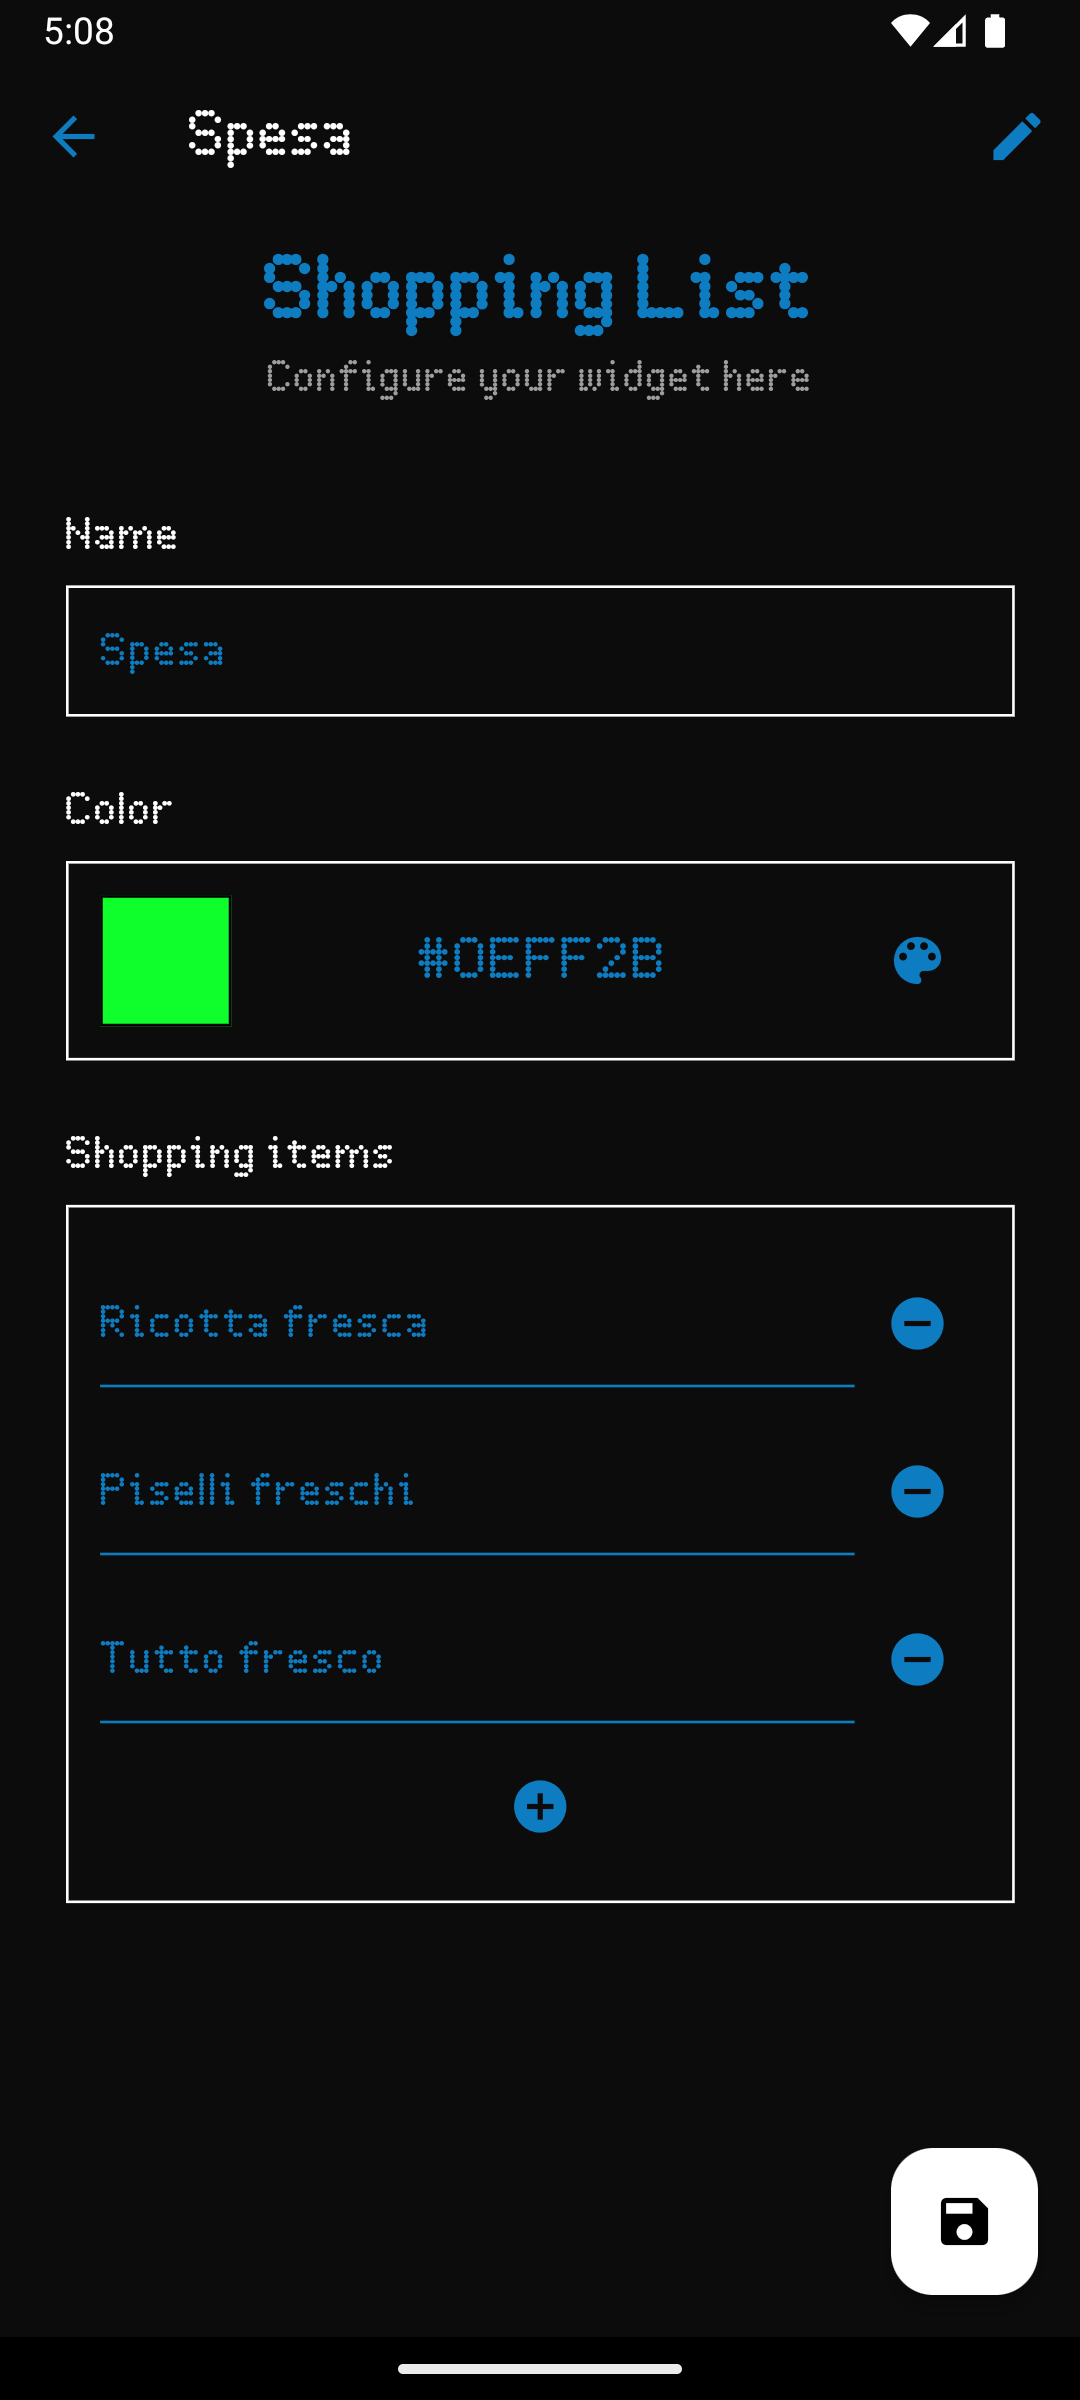 5:08
Spesa
Shopping List
Configure your widget here
Name
Spesa
Color
#0EFF2B
Shopping items
Ricotta fresca
Piselli freschi
Tutto fresco